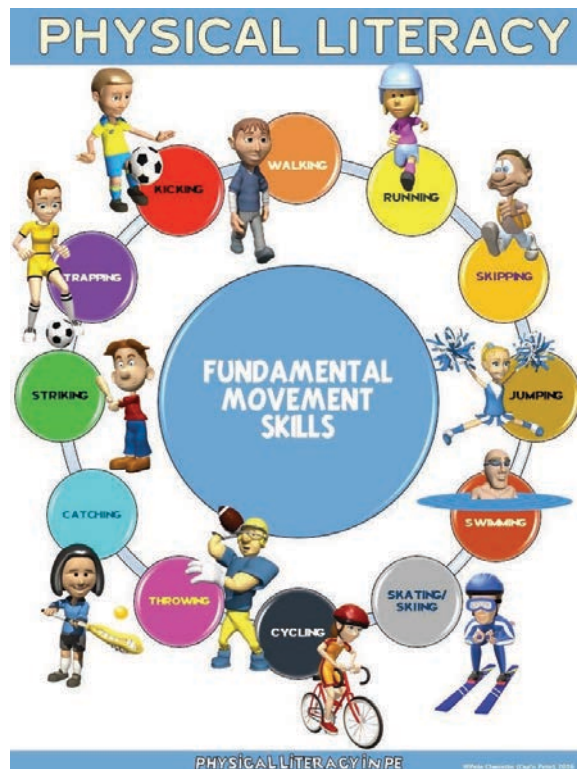 PHYSICAL LITERACY
WALKING
RUNNING
SKIPPING
JUMPING
SWIMMING
SKATING/
SKIING
CYCLING
THROWING
CATCHING
STRIKING
TRAPPING
KICKING
FUNDAMENTAL
MOVEMENT
SKILLS
PHYSICAL LITERACY IN PE